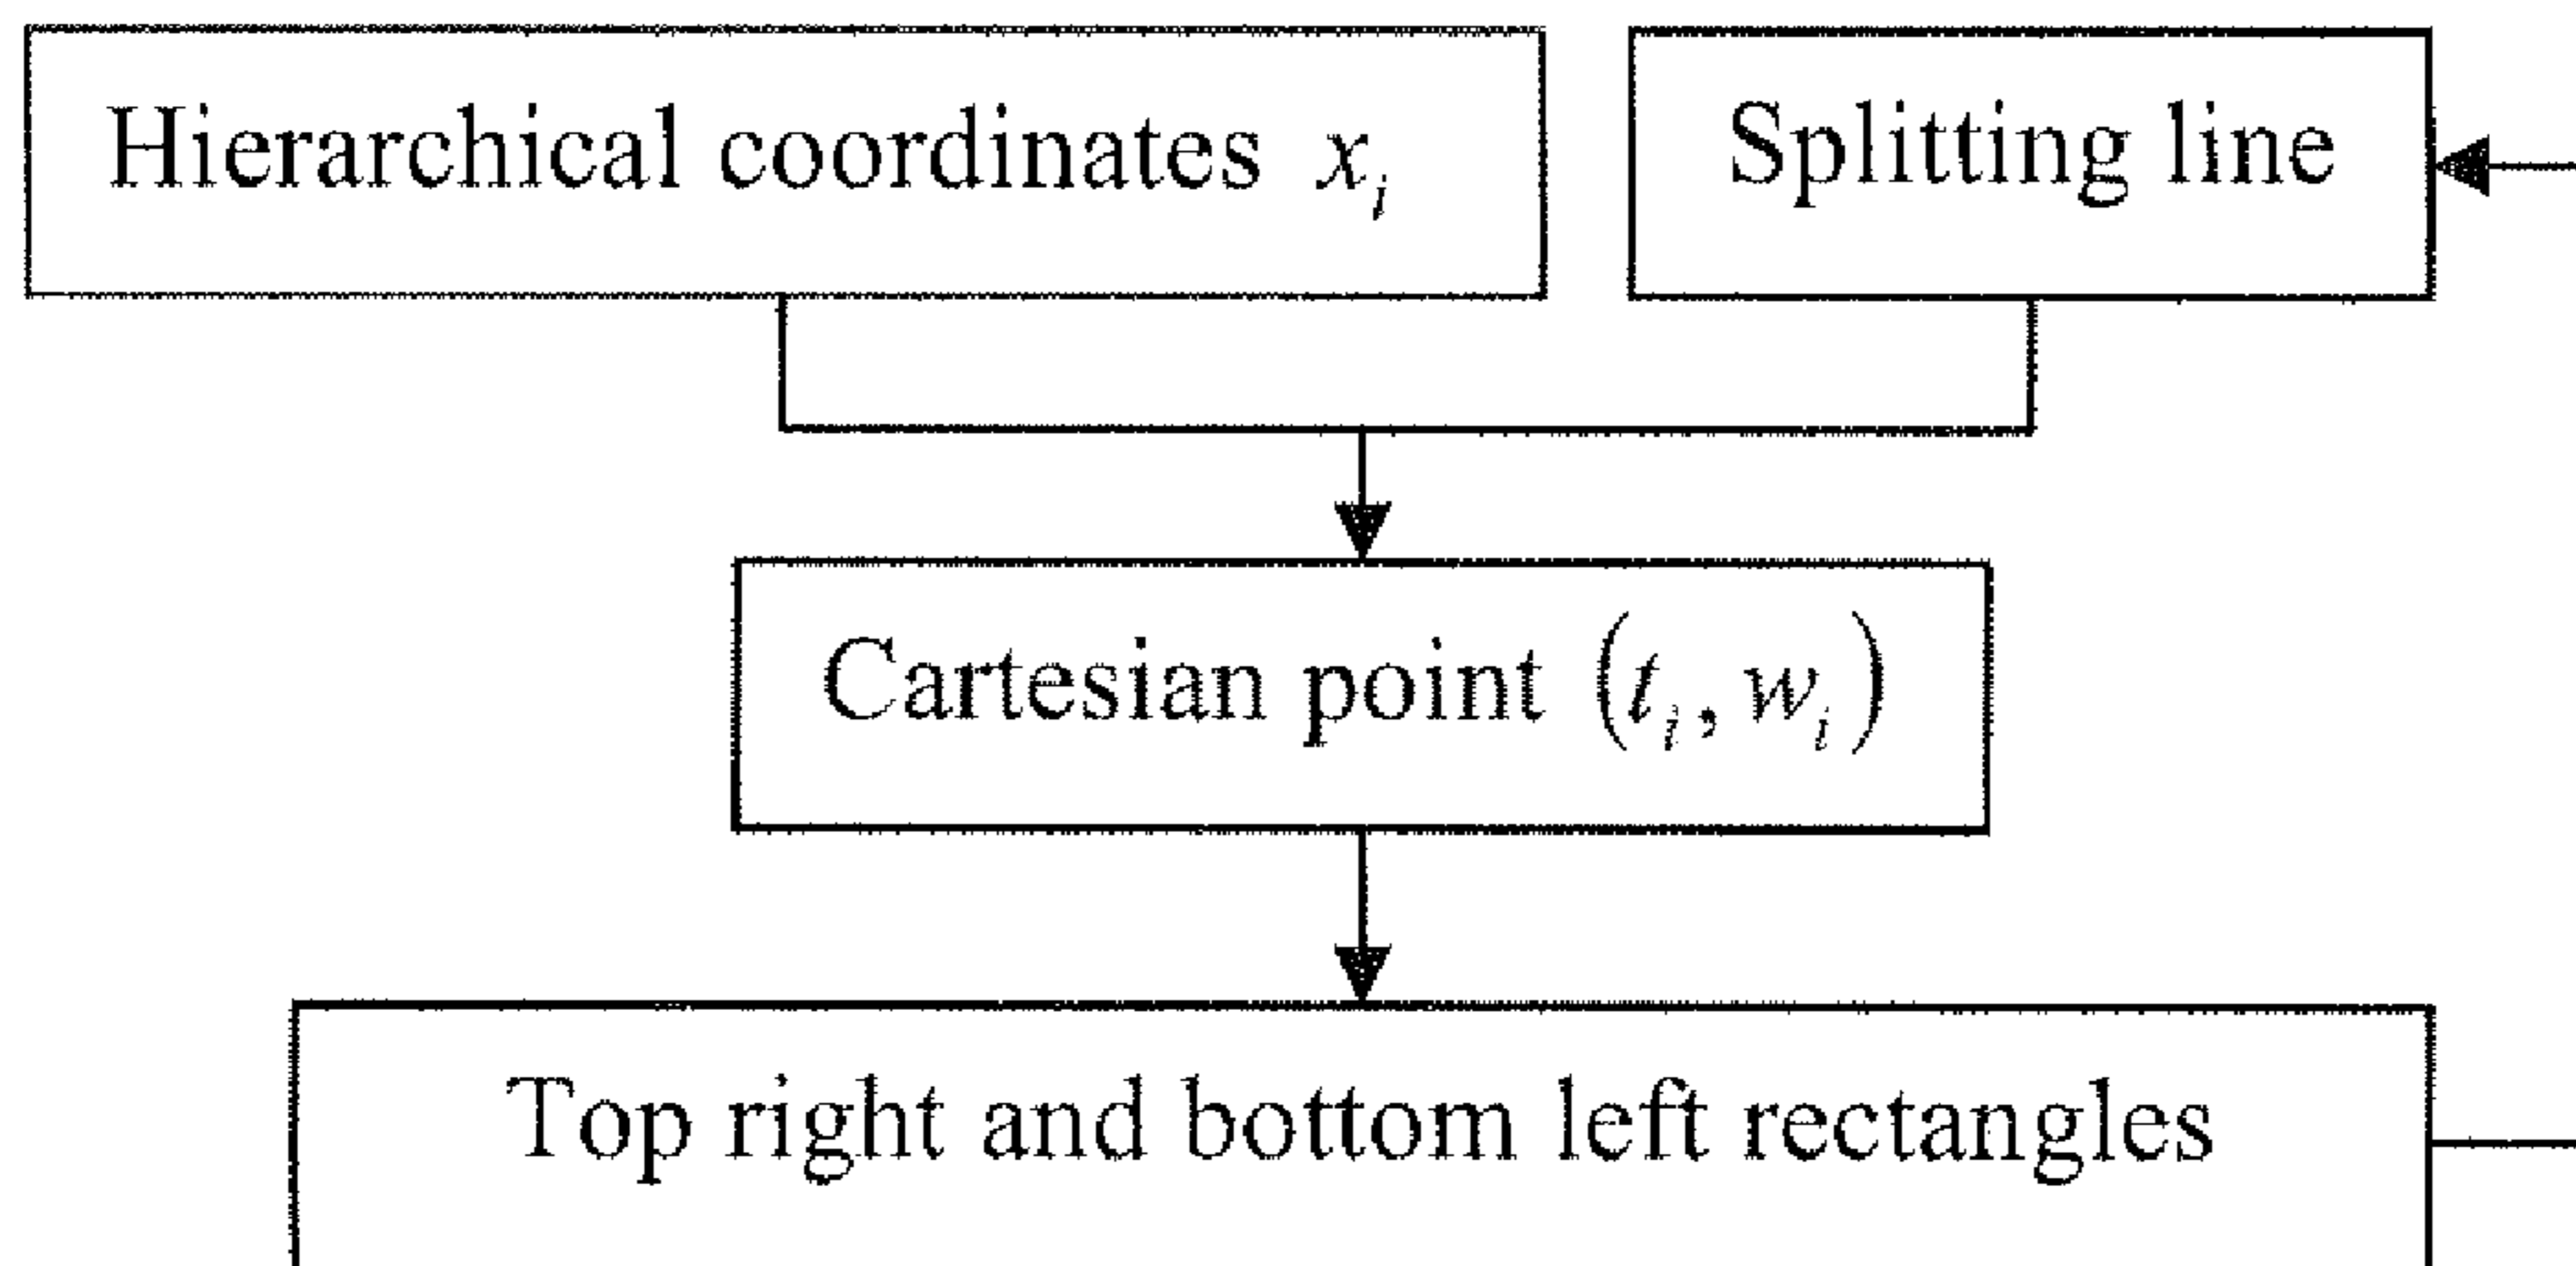 Hierarchical coordinates x_i
Splitting line
Cartesian point (t_i, w_i)
Top right and bottom left rectangles